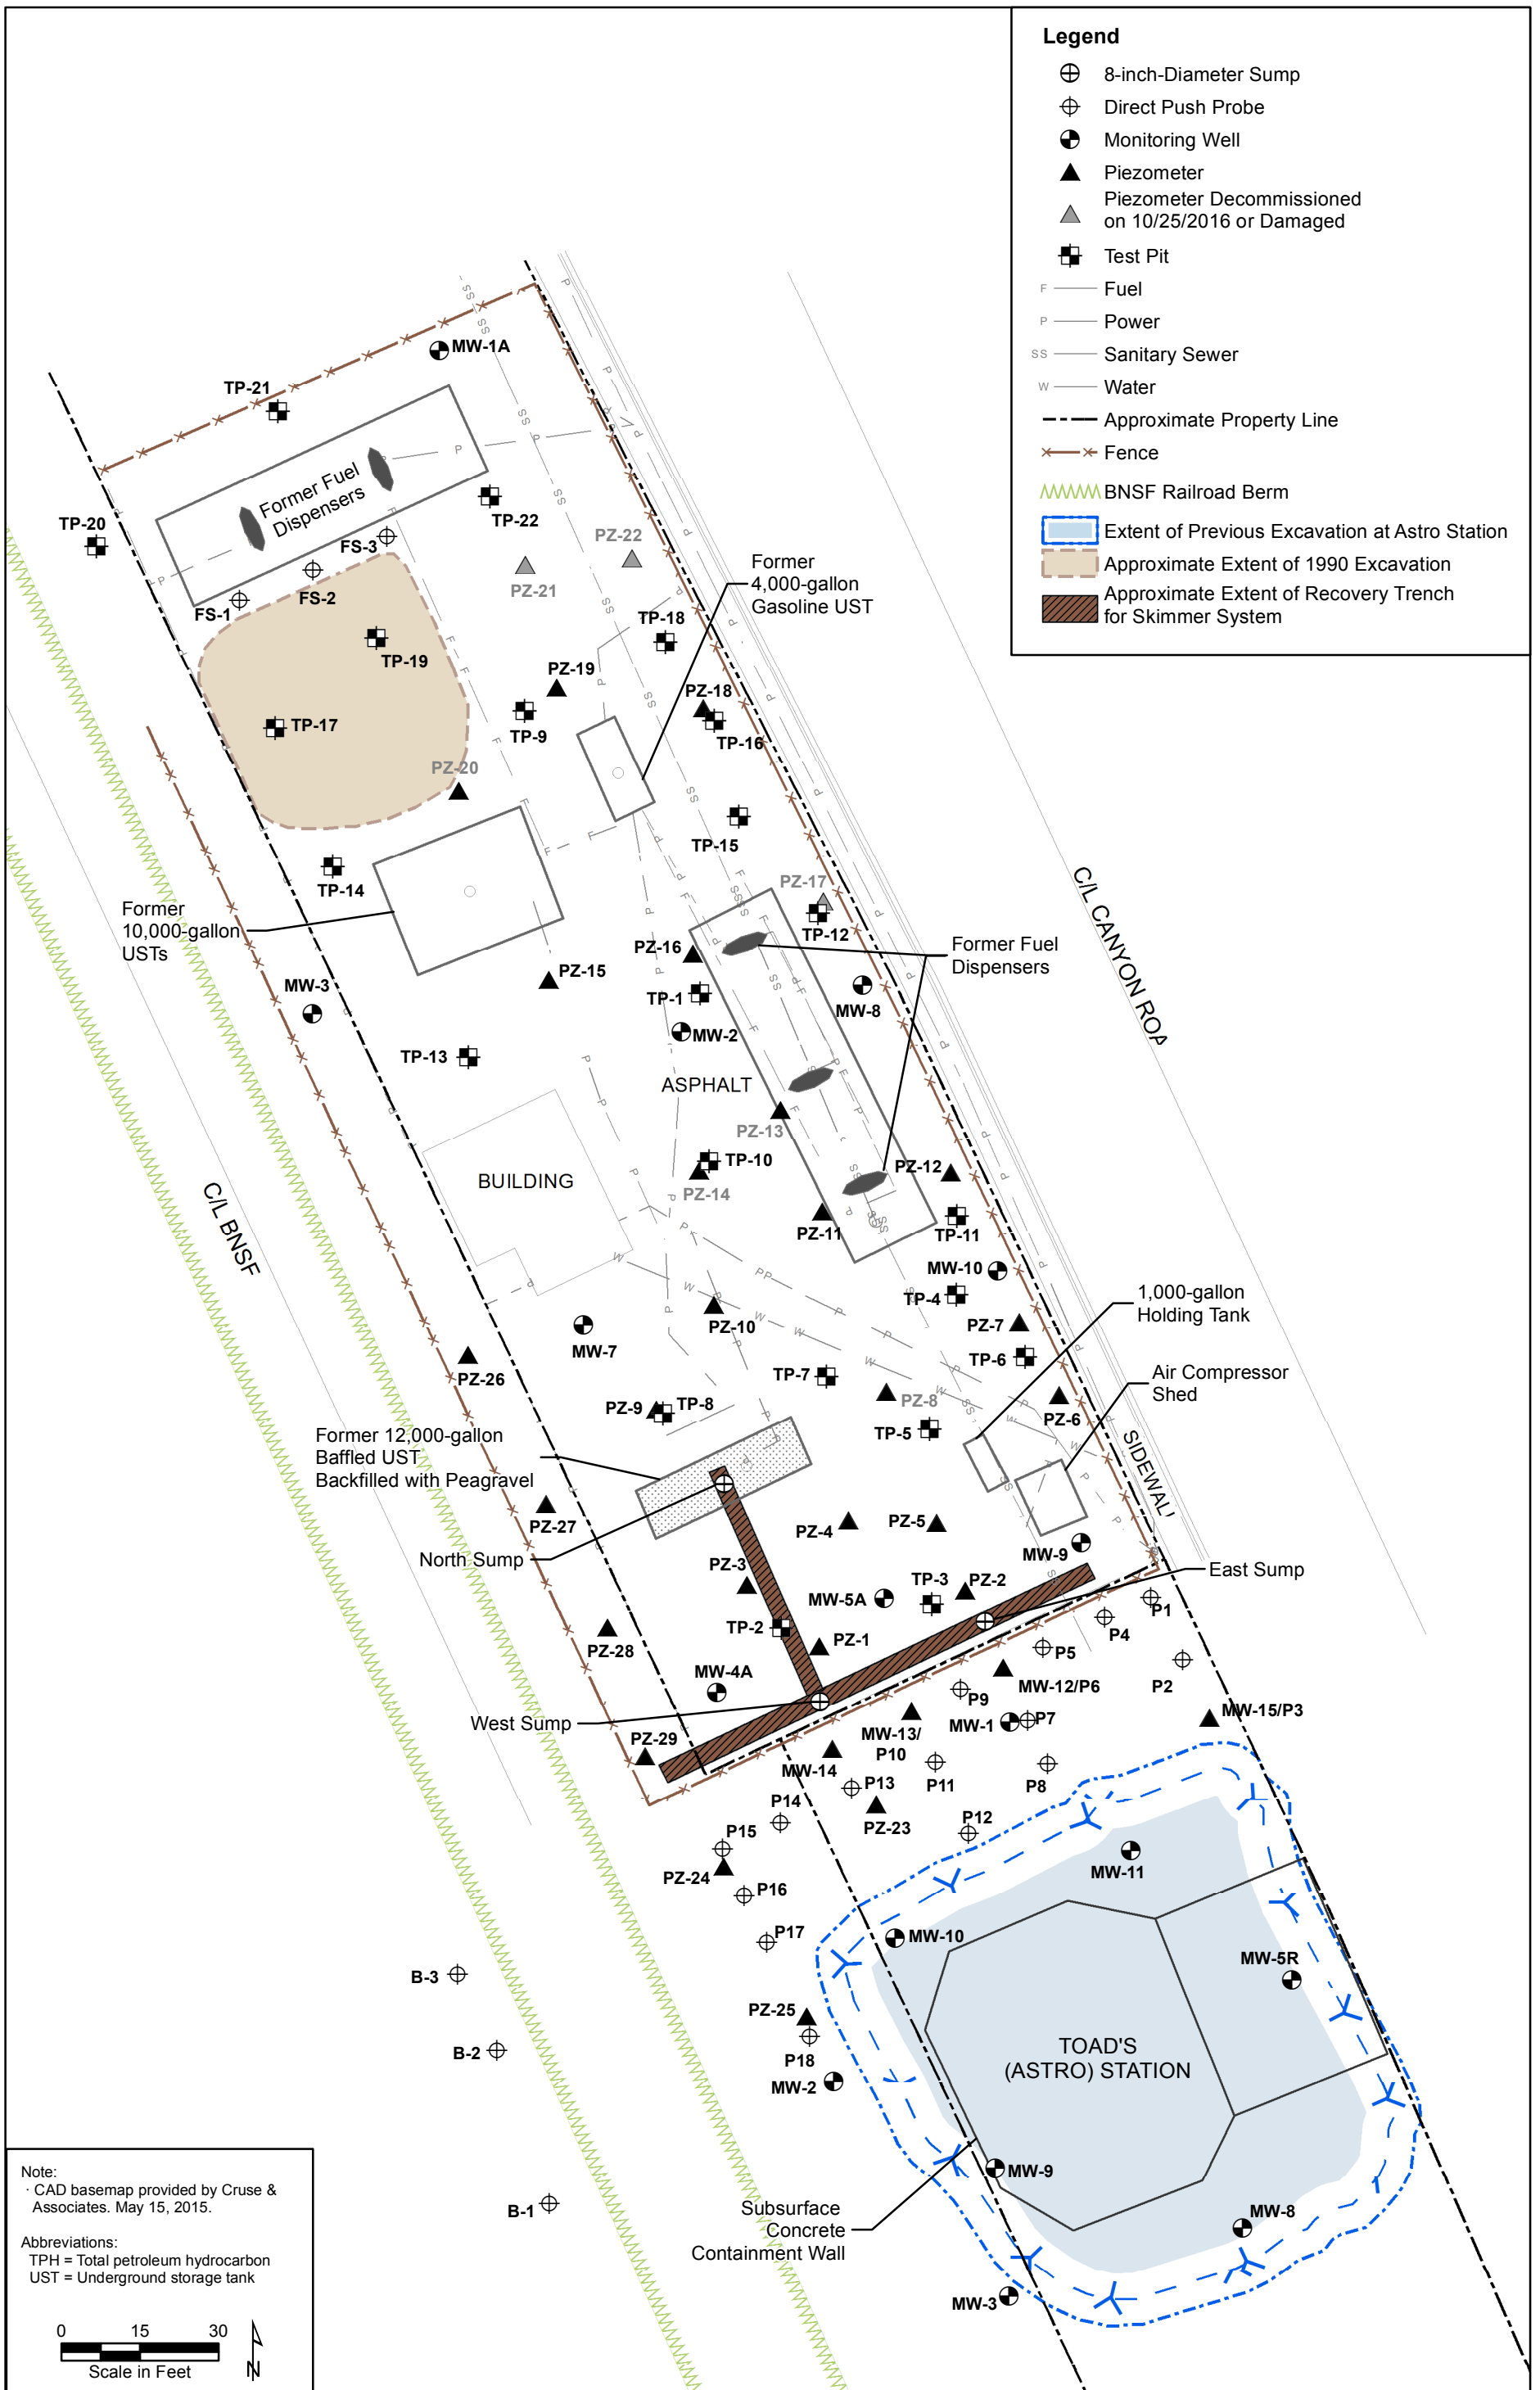 Legend
8-inch-Diameter Sump
Direct Push Probe
Monitoring Well
Piezometer
Piezometer Decommissioned
on 10/25/2016 or Damaged
Test Pit
F
Fuel
P
Power
SS
Sanitary Sewer
W
Water
Approximate Property Line
Fence
BNSF Railroad Berm
Extent of Previous Excavation at Astro Station
Approximate Extent of 1990 Excavation
Approximate Extent of Recovery Trench
for Skimmer System
MW-1A
TP-21
Former Fuel
Dispensers
TP-22
TP-20
FS-3
PZ-22
FS-2
PZ-21
FS-1
Former
4,000-gallon
Gasoline UST
TP-18
TP-19
PZ-19
PZ-18
TP-17
TP-9
TP-16
PZ-20
TP-15
TP-14
PZ-17
Former
10,000-gallon
USTs
TP-12
C/L CANYON ROA
PZ-16
Former Fuel
Dispensers
PZ-15
MW-3
TP-1
MW-8
MW-2
TP-13
ASPHALT
PZ-13
TP-10
PZ-12
BUILDING
PZ-14
C/L BNSF
PZ-11
TP-11
MW-10
TP-4
1,000-gallon
Holding Tank
PZ-10
PZ-7
MW-7
TP-6
PZ-26
TP-7
Air Compressor
Shed
PZ-8
PZ-9
TP-8
PZ-6
TP-5
Former 12,000-gallon
Baffled UST
Backfilled with Peagravel
SIDEWAL
PZ-27
PZ-4
PZ-5
North Sump
MW-9
PZ-3
East Sump
TP-3
PZ-2
MW-5A
P1
TP-2
P4
PZ-28
PZ-1
P5
MW-4A
P2
MW-12/P6
P9
West Sump
MW-1
P7
MW-15/P3
PZ-29
MW-13/
P10
MW-14
P11
P8
P13
P14
PZ-23
P12
P15
MW-11
PZ-24
P16
P17
MW-10
B-3
MW-5R
PZ-25
B-2
P18
TOAD'S
(ASTRO) STATION
MW-2
MW-9
B-1
Subsurface
Concrete
Containment Wall
MW-8
MW-3
Note:
· CAD basemap provided by Cruse &
Associates. May 15, 2015.
Abbreviations:
TPH = Total petroleum hydrocarbon
UST = Underground storage tank
0 15 30
Scale in Feet
N